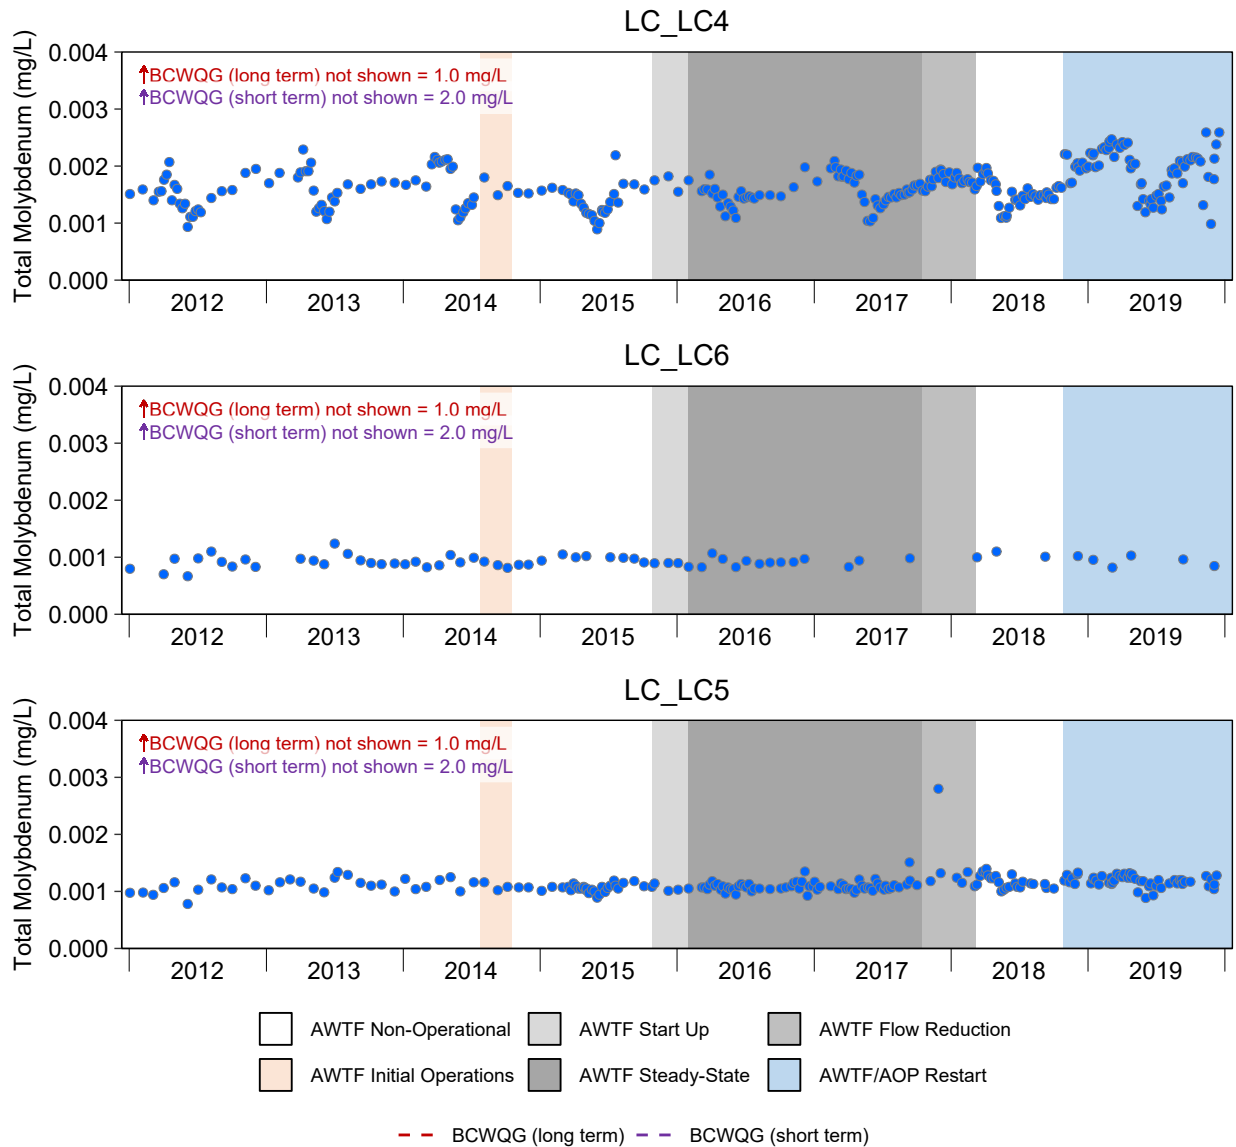 LC_LC4
Total Molybdenum (mg/L)
0.004
0.003
0.002
0.001
0.000
↑BCWQG (long term) not shown = 1.0 mg/L
↑BCWQG (short term) not shown = 2.0 mg/L
2012 2013 2014 2015 2016 2017 2018 2019
LC_LC6
Total Molybdenum (mg/L)
0.004
0.003
0.002
0.001
0.000
↑BCWQG (long term) not shown = 1.0 mg/L
↑BCWQG (short term) not shown = 2.0 mg/L
2012 2013 2014 2015 2016 2017 2018 2019
LC_LC5
Total Molybdenum (mg/L)
0.004
0.003
0.002
0.001
0.000
↑BCWQG (long term) not shown = 1.0 mg/L
↑BCWQG (short term) not shown = 2.0 mg/L
2012 2013 2014 2015 2016 2017 2018 2019
AWTF Non-Operational AWTF Start Up AWTF Flow Reduction
AWTF Initial Operations AWTF Steady-State AWTF/AOP Restart
BCWQG (long term) BCWQG (short term)